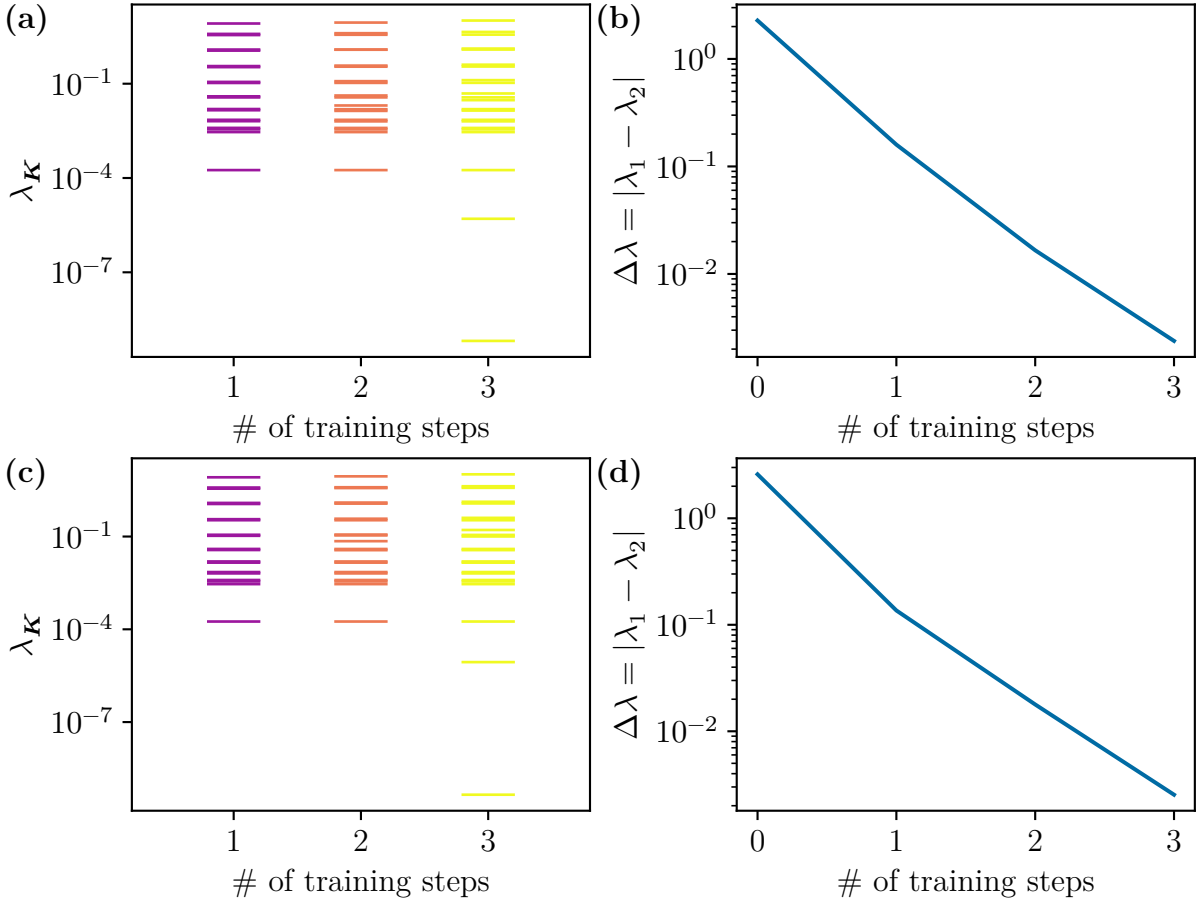 (a)
10^{-1}
10^{-4}
10^{-7}
λ_K
1
2
3
# of training steps
(b)
10^0
10^{-1}
10^{-2}
Δλ = |λ_1 − λ_2|
0
1
2
3
# of training steps
(c)
10^{-1}
10^{-4}
10^{-7}
λ_K
1
2
3
# of training steps
(d)
10^0
10^{-1}
10^{-2}
Δλ = |λ_1 − λ_2|
0
1
2
3
# of training steps